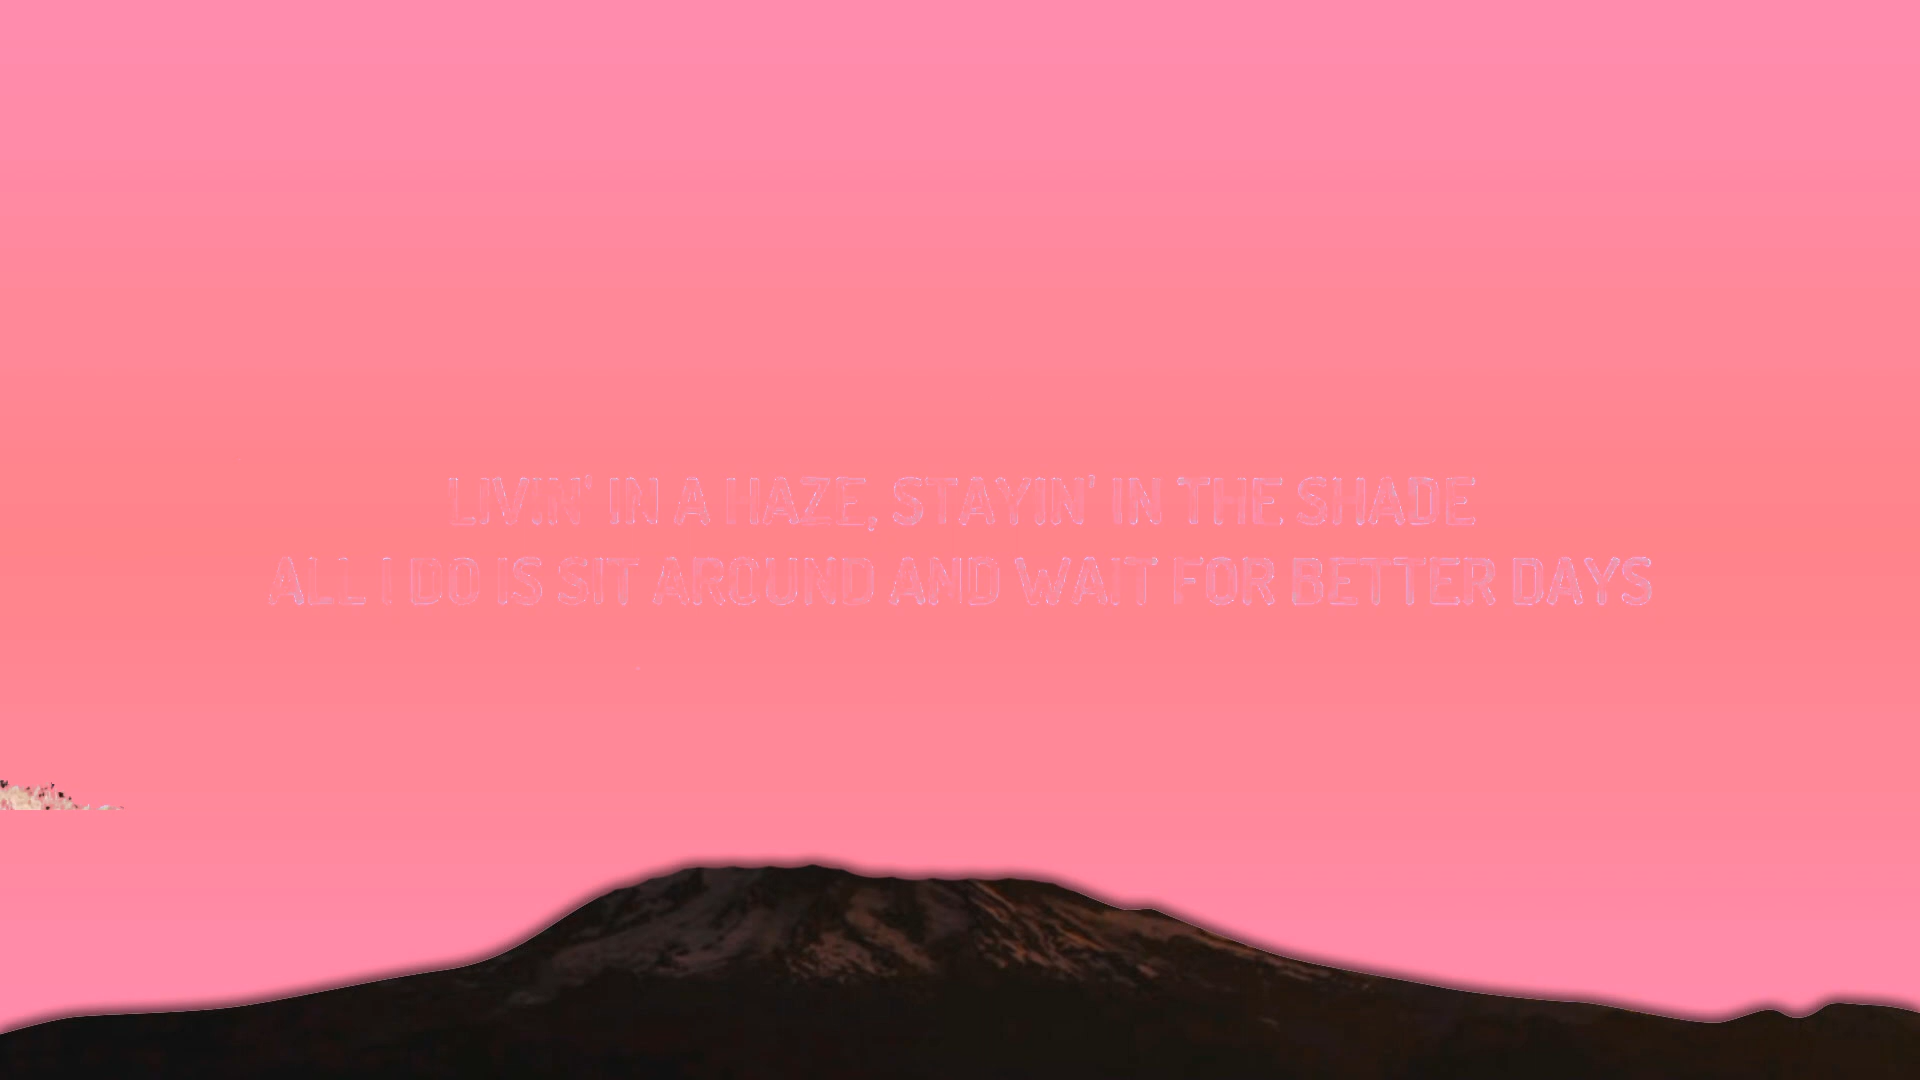 LIVIN' IN A HAZE, STAYIN' IN THE SHADE
ALL I DO IS SIT AROUND AND WAIT FOR BETTER DAYS